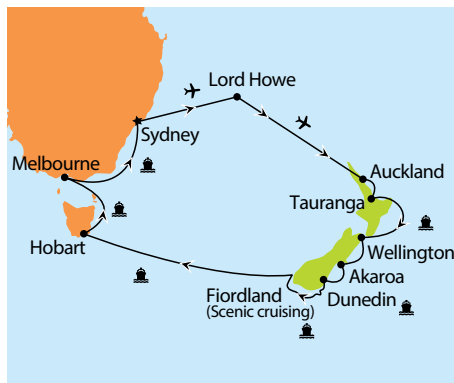 Lord Howe
Sydney
Melbourne
Auckland
Tauranga
Hobart
Wellington
Akaroa
Fiordland
Dunedin
(Scenic cruising)